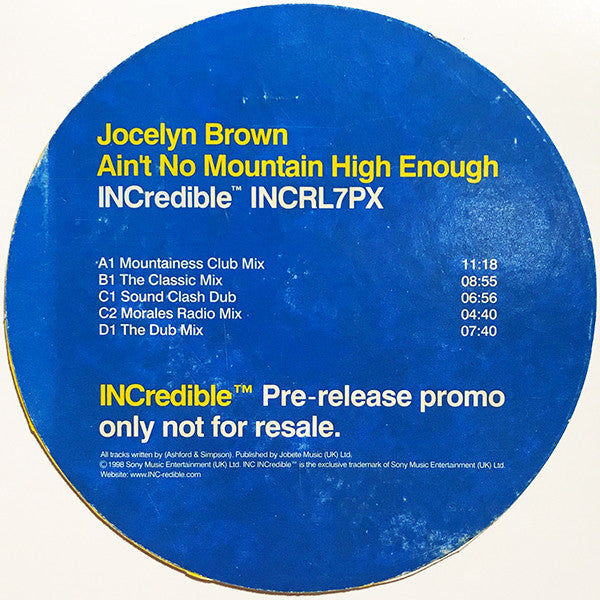 Jocelyn Brown
Ain't No Mountain High Enough
INCredible™ INCRL7PX
A1 Mountainess Club Mix 11:18
B1 The Classic Mix 08:55
C1 Sound Clash Dub 06:56
C2 Morales Radio Mix 04:40
D1 The Dub Mix 07:40
INCredible™ Pre-release promo
only not for resale.
All tracks written by (Ashford & Simpson). Published by Jobete Music (UK) Ltd.
©1998 Sony Music Entertainment (UK) Ltd. INC INCredible™ is the exclusive trademark of Sony Music Entertainment (UK) Ltd.
Website: www.INC-redible.com